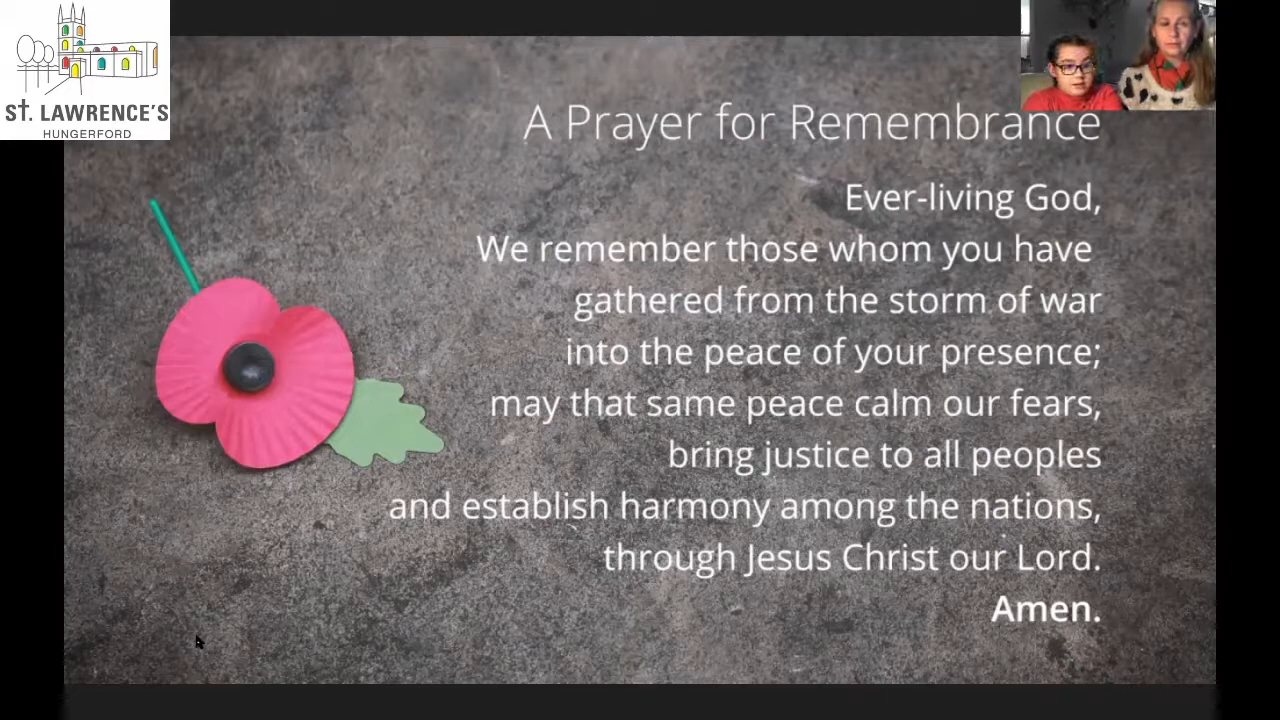 ST. LAWRENCE'S
HUNGERFORD
A Prayer for Remembrance
Ever-living God,
We remember those whom you have
gathered from the storm of war
into the peace of your presence;
may that same peace calm our fears,
bring justice to all peoples
and establish harmony among the nations,
through Jesus Christ our Lord.
Amen.